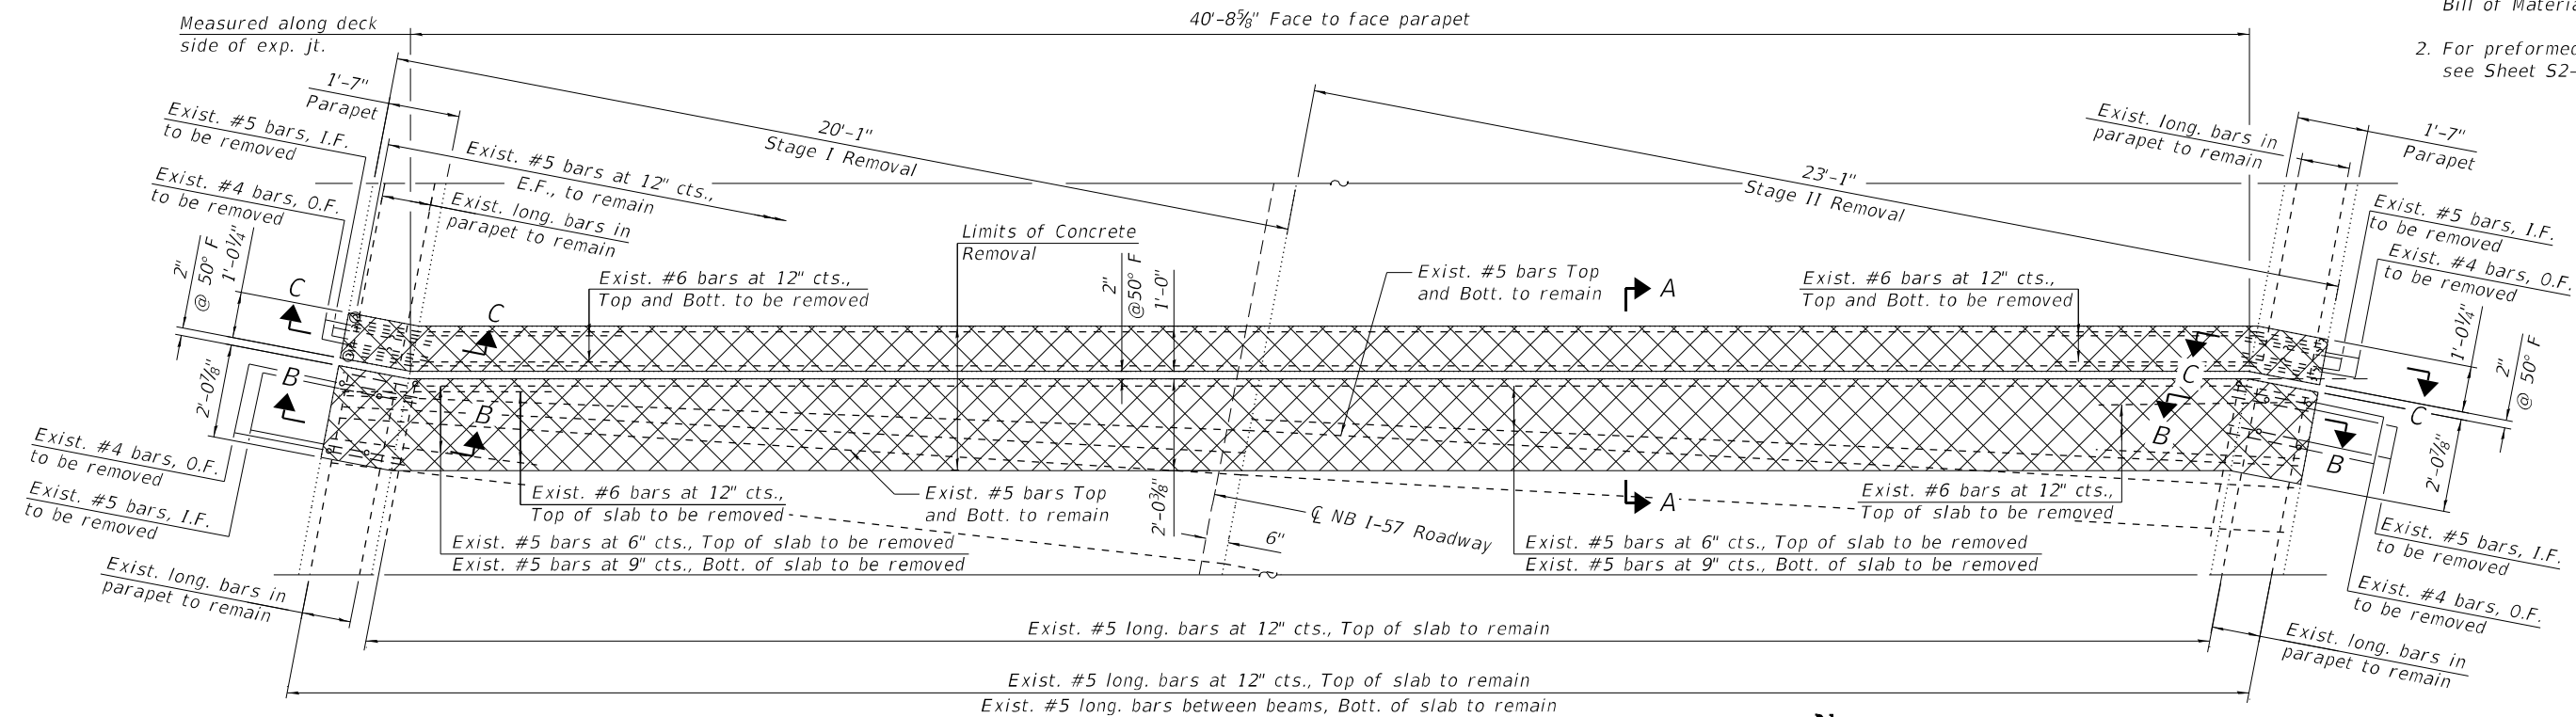 Measured along deck
side of exp. jt.
40'-8⅝" Face to face parapet
2. For preformed
see Sheet S2-
1'-7"
Parapet
Exist. #5 bars, I.F.
to be removed
Exist. #4 bars, O.F.
to be removed
20'-1"
Stage I Removal
Exist. #5 bars at 12" cts.,
E.F., to remain
Exist. long. bars in
parapet to remain
23'-1"
Stage II Removal
Exist. long. bars in
parapet to remain
1'-7"
Parapet
Exist. #5 bars, I.F.
to be removed
Exist. #4 bars, O.F.
to be removed
2"
@ 50° F
1'-0¼"
Limits of Concrete
Removal
Exist. #6 bars at 12" cts.,
Top and Bott. to be removed
2"
@50° F
1'-0"
Exist. #5 bars Top
and Bott. to remain
A
Exist. #6 bars at 12" cts.,
Top and Bott. to be removed
C
C
C
C
1'-0¼"
2"
@ 50° F
2'-0⅞"
B
B
B
B
2'-0⅞"
Exist. #4 bars, O.F.
to be removed
Exist. #5 bars, I.F.
to be removed
Exist. #6 bars at 12" cts.,
Top of slab to be removed
Exist. #5 bars Top
and Bott. to remain
2'-0⅜"
℄ NB I-57 Roadway
6"
A
Exist. #6 bars at 12" cts.,
Top of slab to be removed
Exist. #5 bars at 6" cts., Top of slab to be removed
Exist. #5 bars at 9" cts., Bott. of slab to be removed
Exist. #5 bars at 6" cts., Top of slab to be removed
Exist. #5 bars at 9" cts., Bott. of slab to be removed
Exist. #5 bars, I.F.
to be removed
Exist. #4 bars, O.F.
to be removed
Exist. long. bars in
parapet to remain
Exist. long. bars in
parapet to remain
Exist. #5 long. bars at 12" cts., Top of slab to remain
Exist. #5 long. bars at 12" cts., Top of slab to remain
Exist. #5 long. bars between beams, Bott. of slab to remain